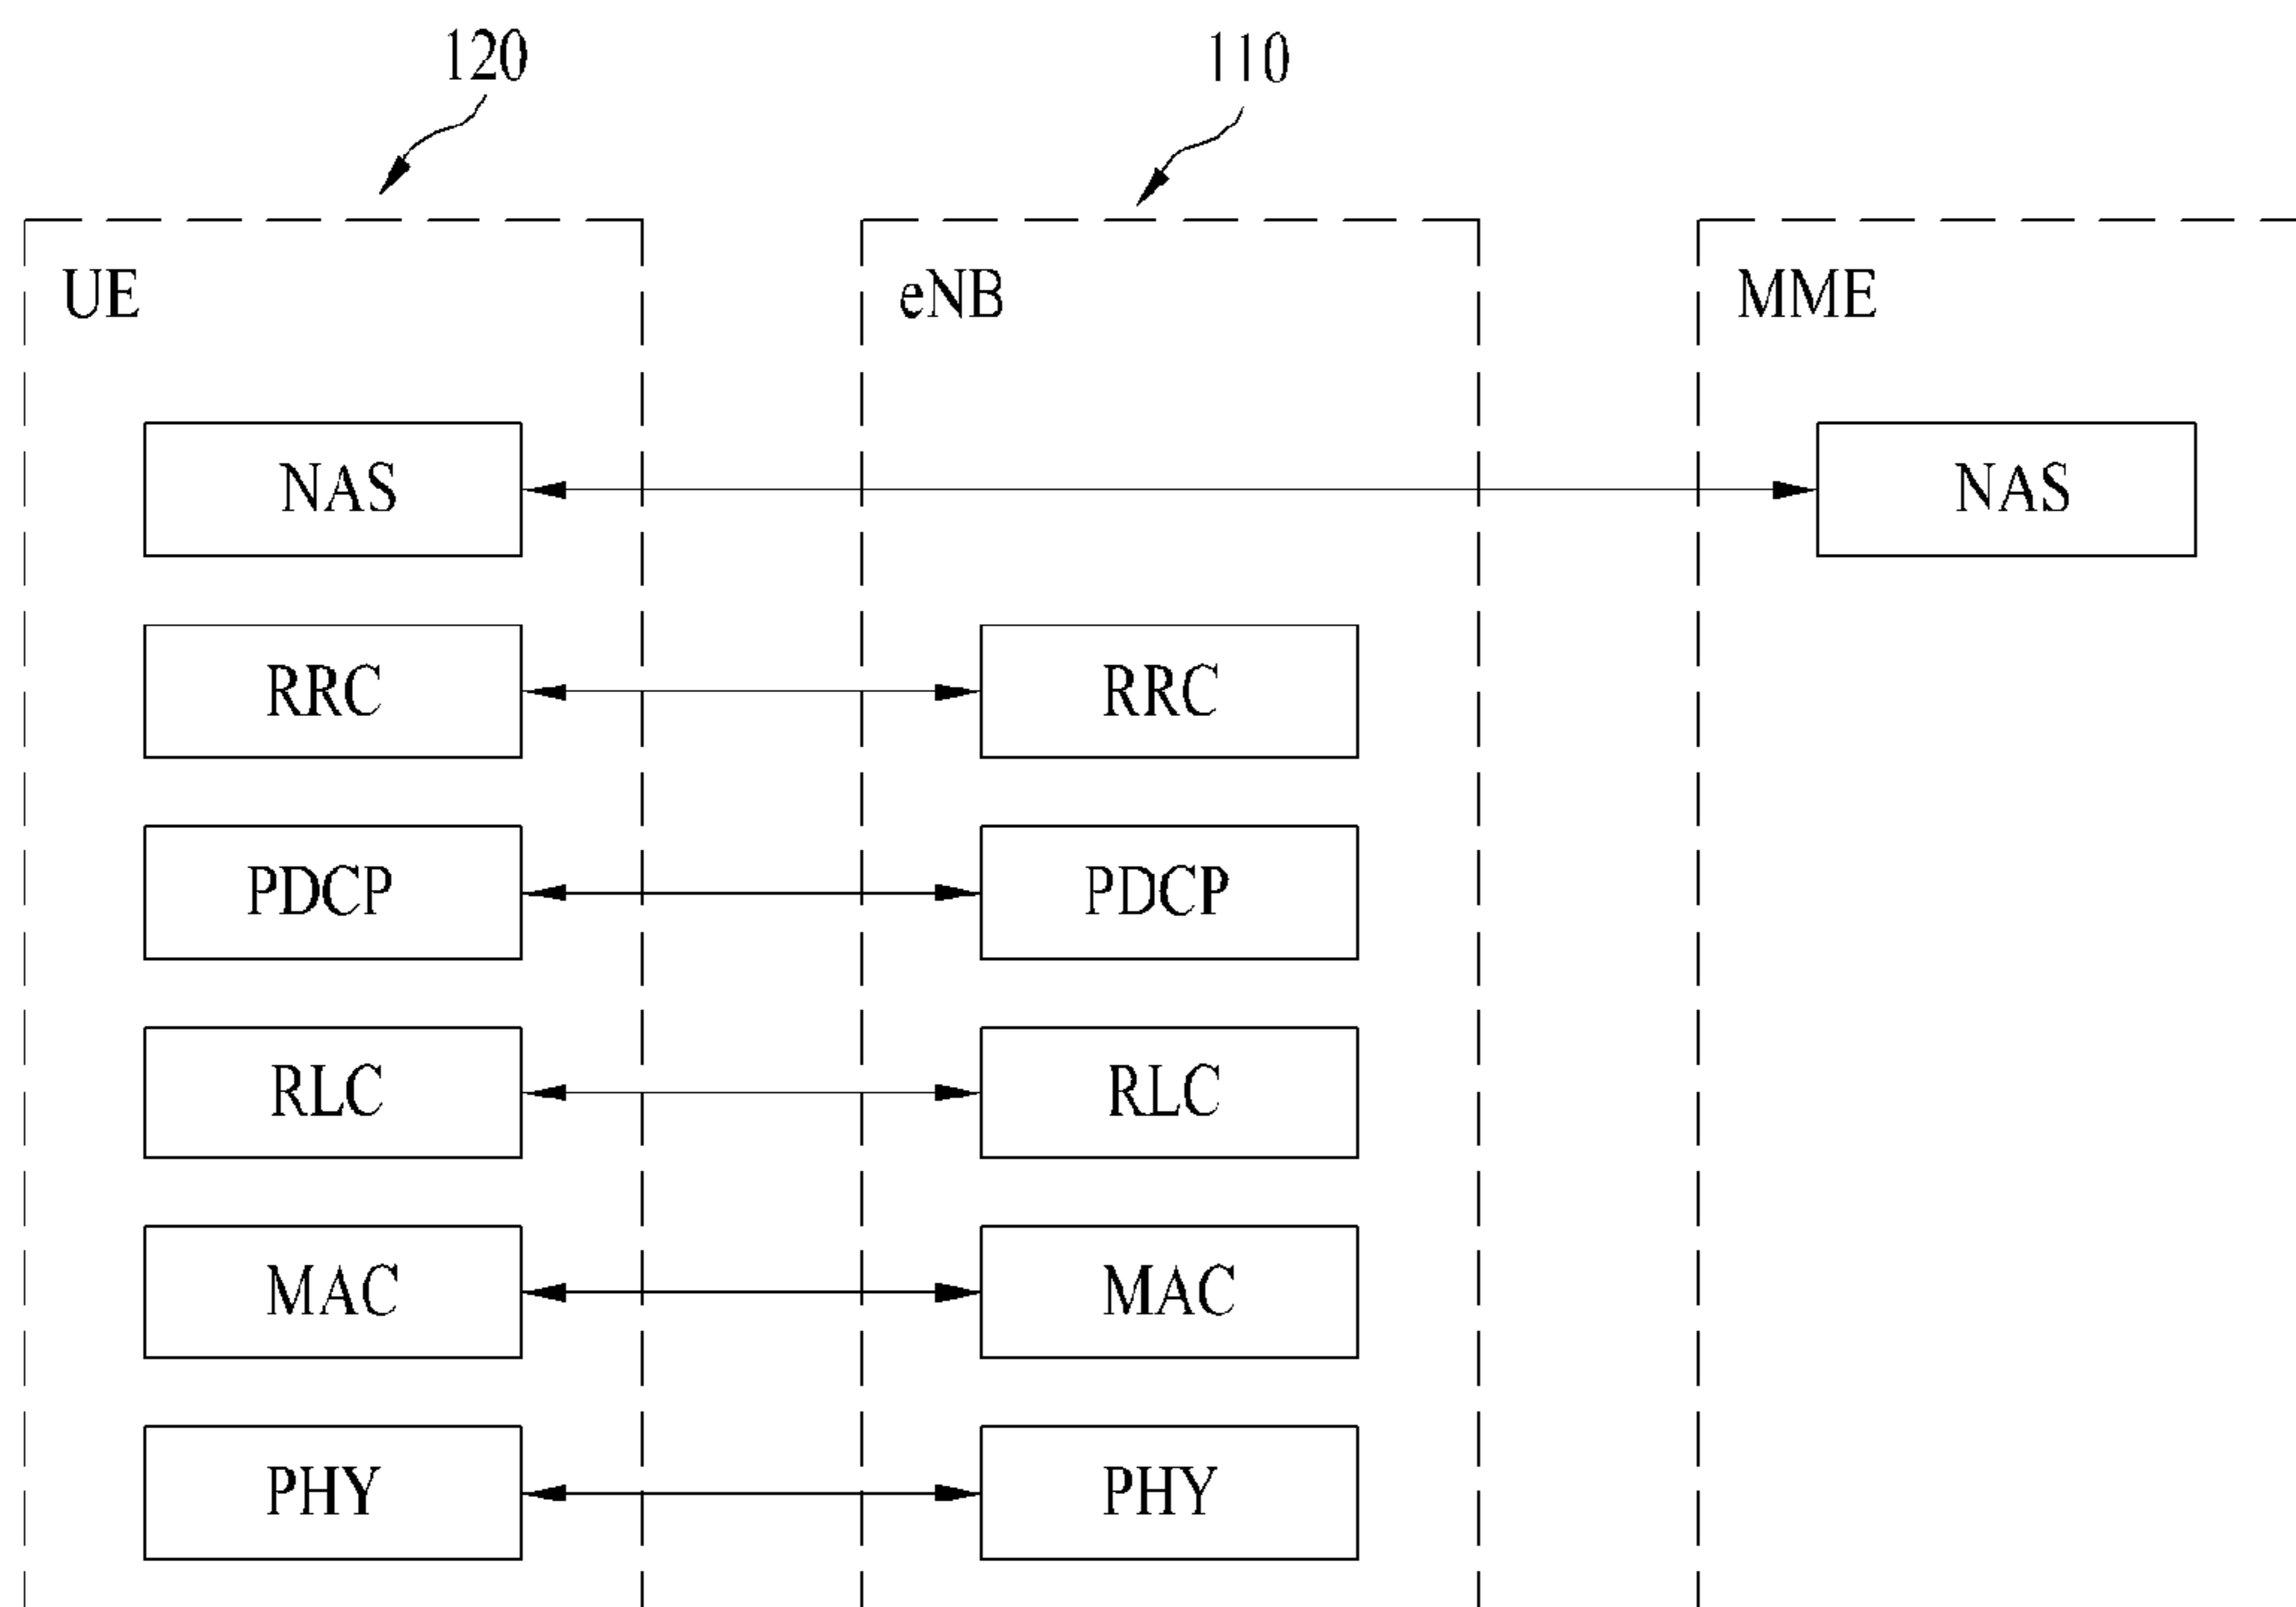 120 110
UE eNB MME
NAS NAS
RRC RRC
PDCP PDCP
RLC RLC
MAC MAC
PHY PHY